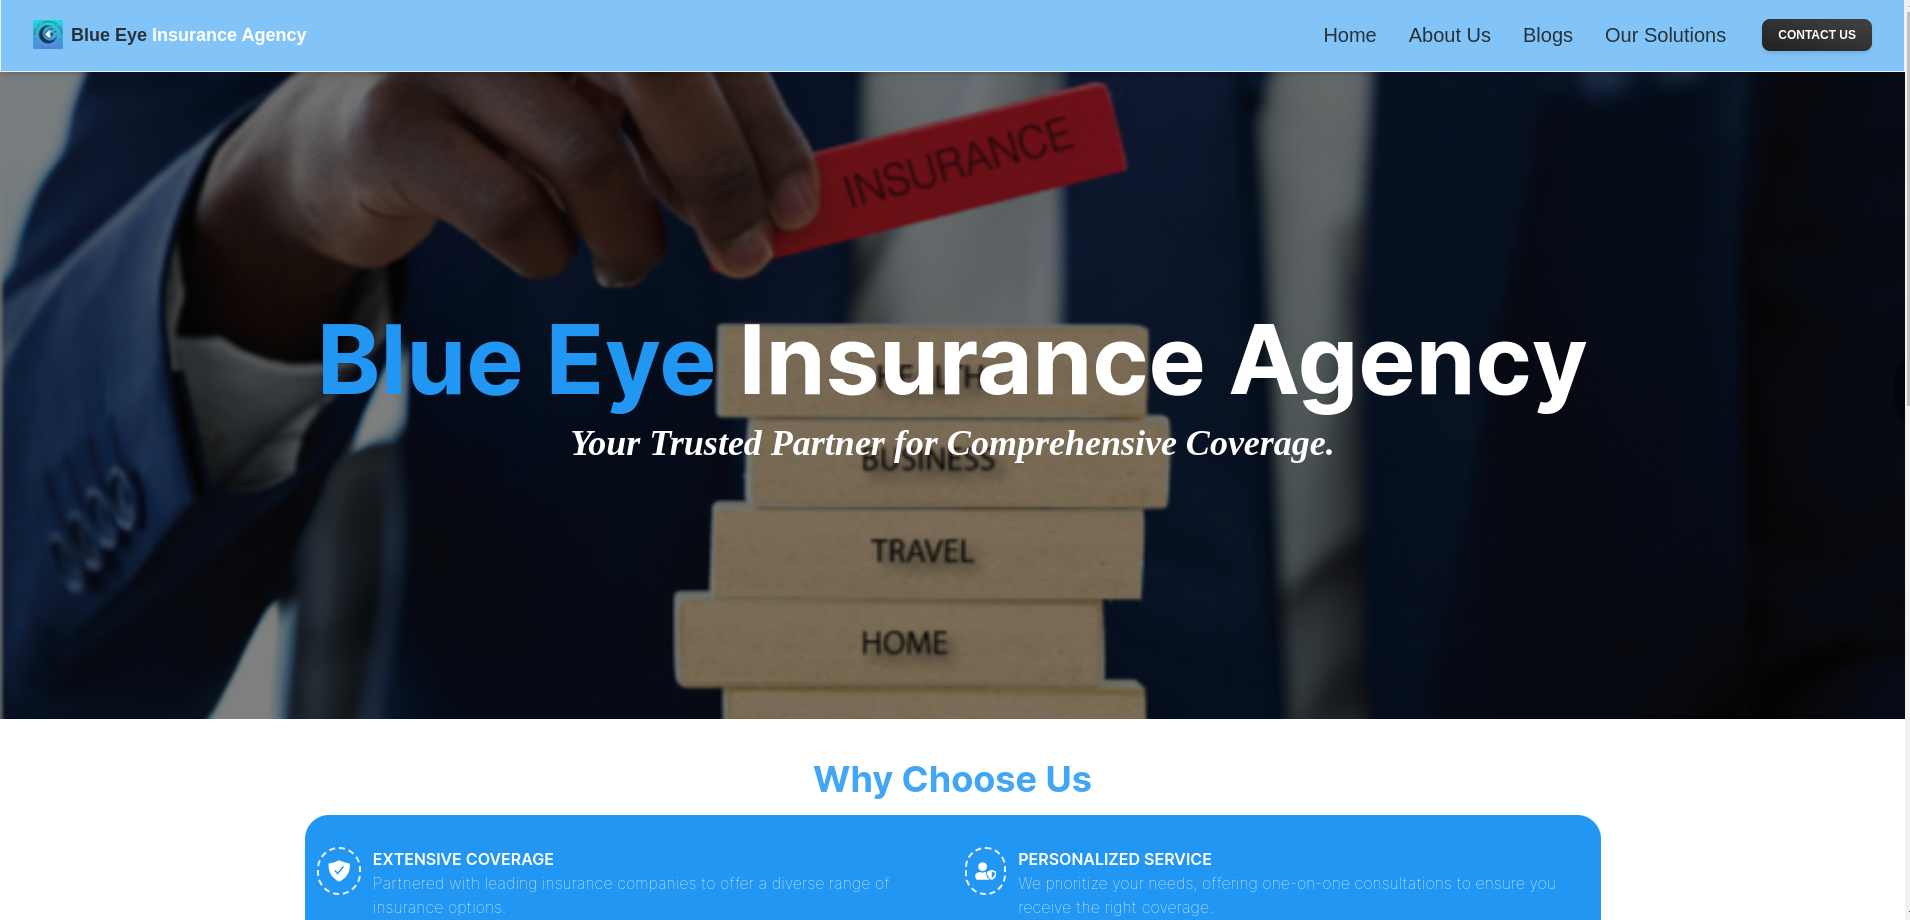 Blue Eye Insurance Agency
Home
About Us
Blogs
Our Solutions
CONTACT US
INSURANCE
Blue Eye Insurance Agency
HEALTH
Your Trusted Partner for Comprehensive Coverage.
BUSINESS
TRAVEL
HOME
Why Choose Us
EXTENSIVE COVERAGE
Partnered with leading insurance companies to offer a diverse range of
insurance options.
PERSONALIZED SERVICE
We prioritize your needs, offering one-on-one consultations to ensure you
receive the right coverage.